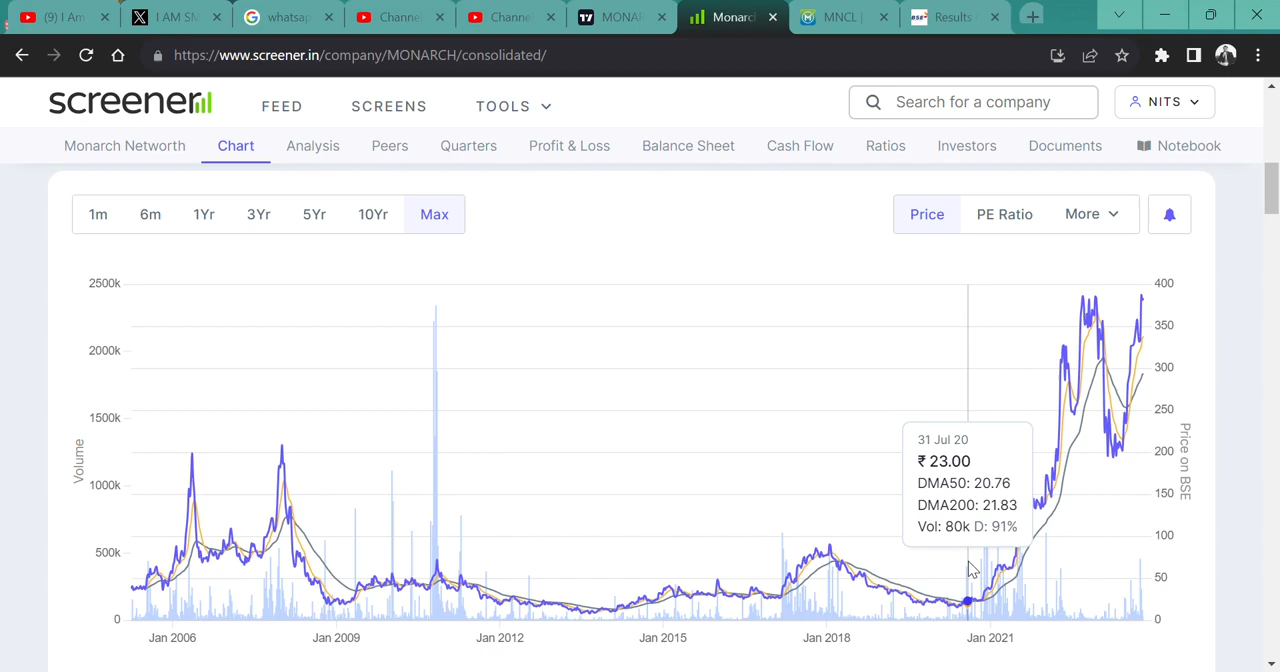 (9) I Am
I AM SM
whatsap
Channel
Channel
MONAR
Monarch
MNCL |
Results
https://www.screener.in/company/MONARCH/consolidated/
screener
FEED
SCREENS
TOOLS
Search for a company
NITS
Monarch Networth
Chart
Analysis
Peers
Quarters
Profit & Loss
Balance Sheet
Cash Flow
Ratios
Investors
Documents
Notebook
1m
6m
1Yr
3Yr
5Yr
10Yr
Max
Price
PE Ratio
More
2500k
2000k
1500k
1000k
500k
0
Volume
400
350
300
250
200
150
100
50
0
Price on BSE
31 Jul 20
₹ 23.00
DMA50: 20.76
DMA200: 21.83
Vol: 80k D: 91%
Jan 2006
Jan 2009
Jan 2012
Jan 2015
Jan 2018
Jan 2021